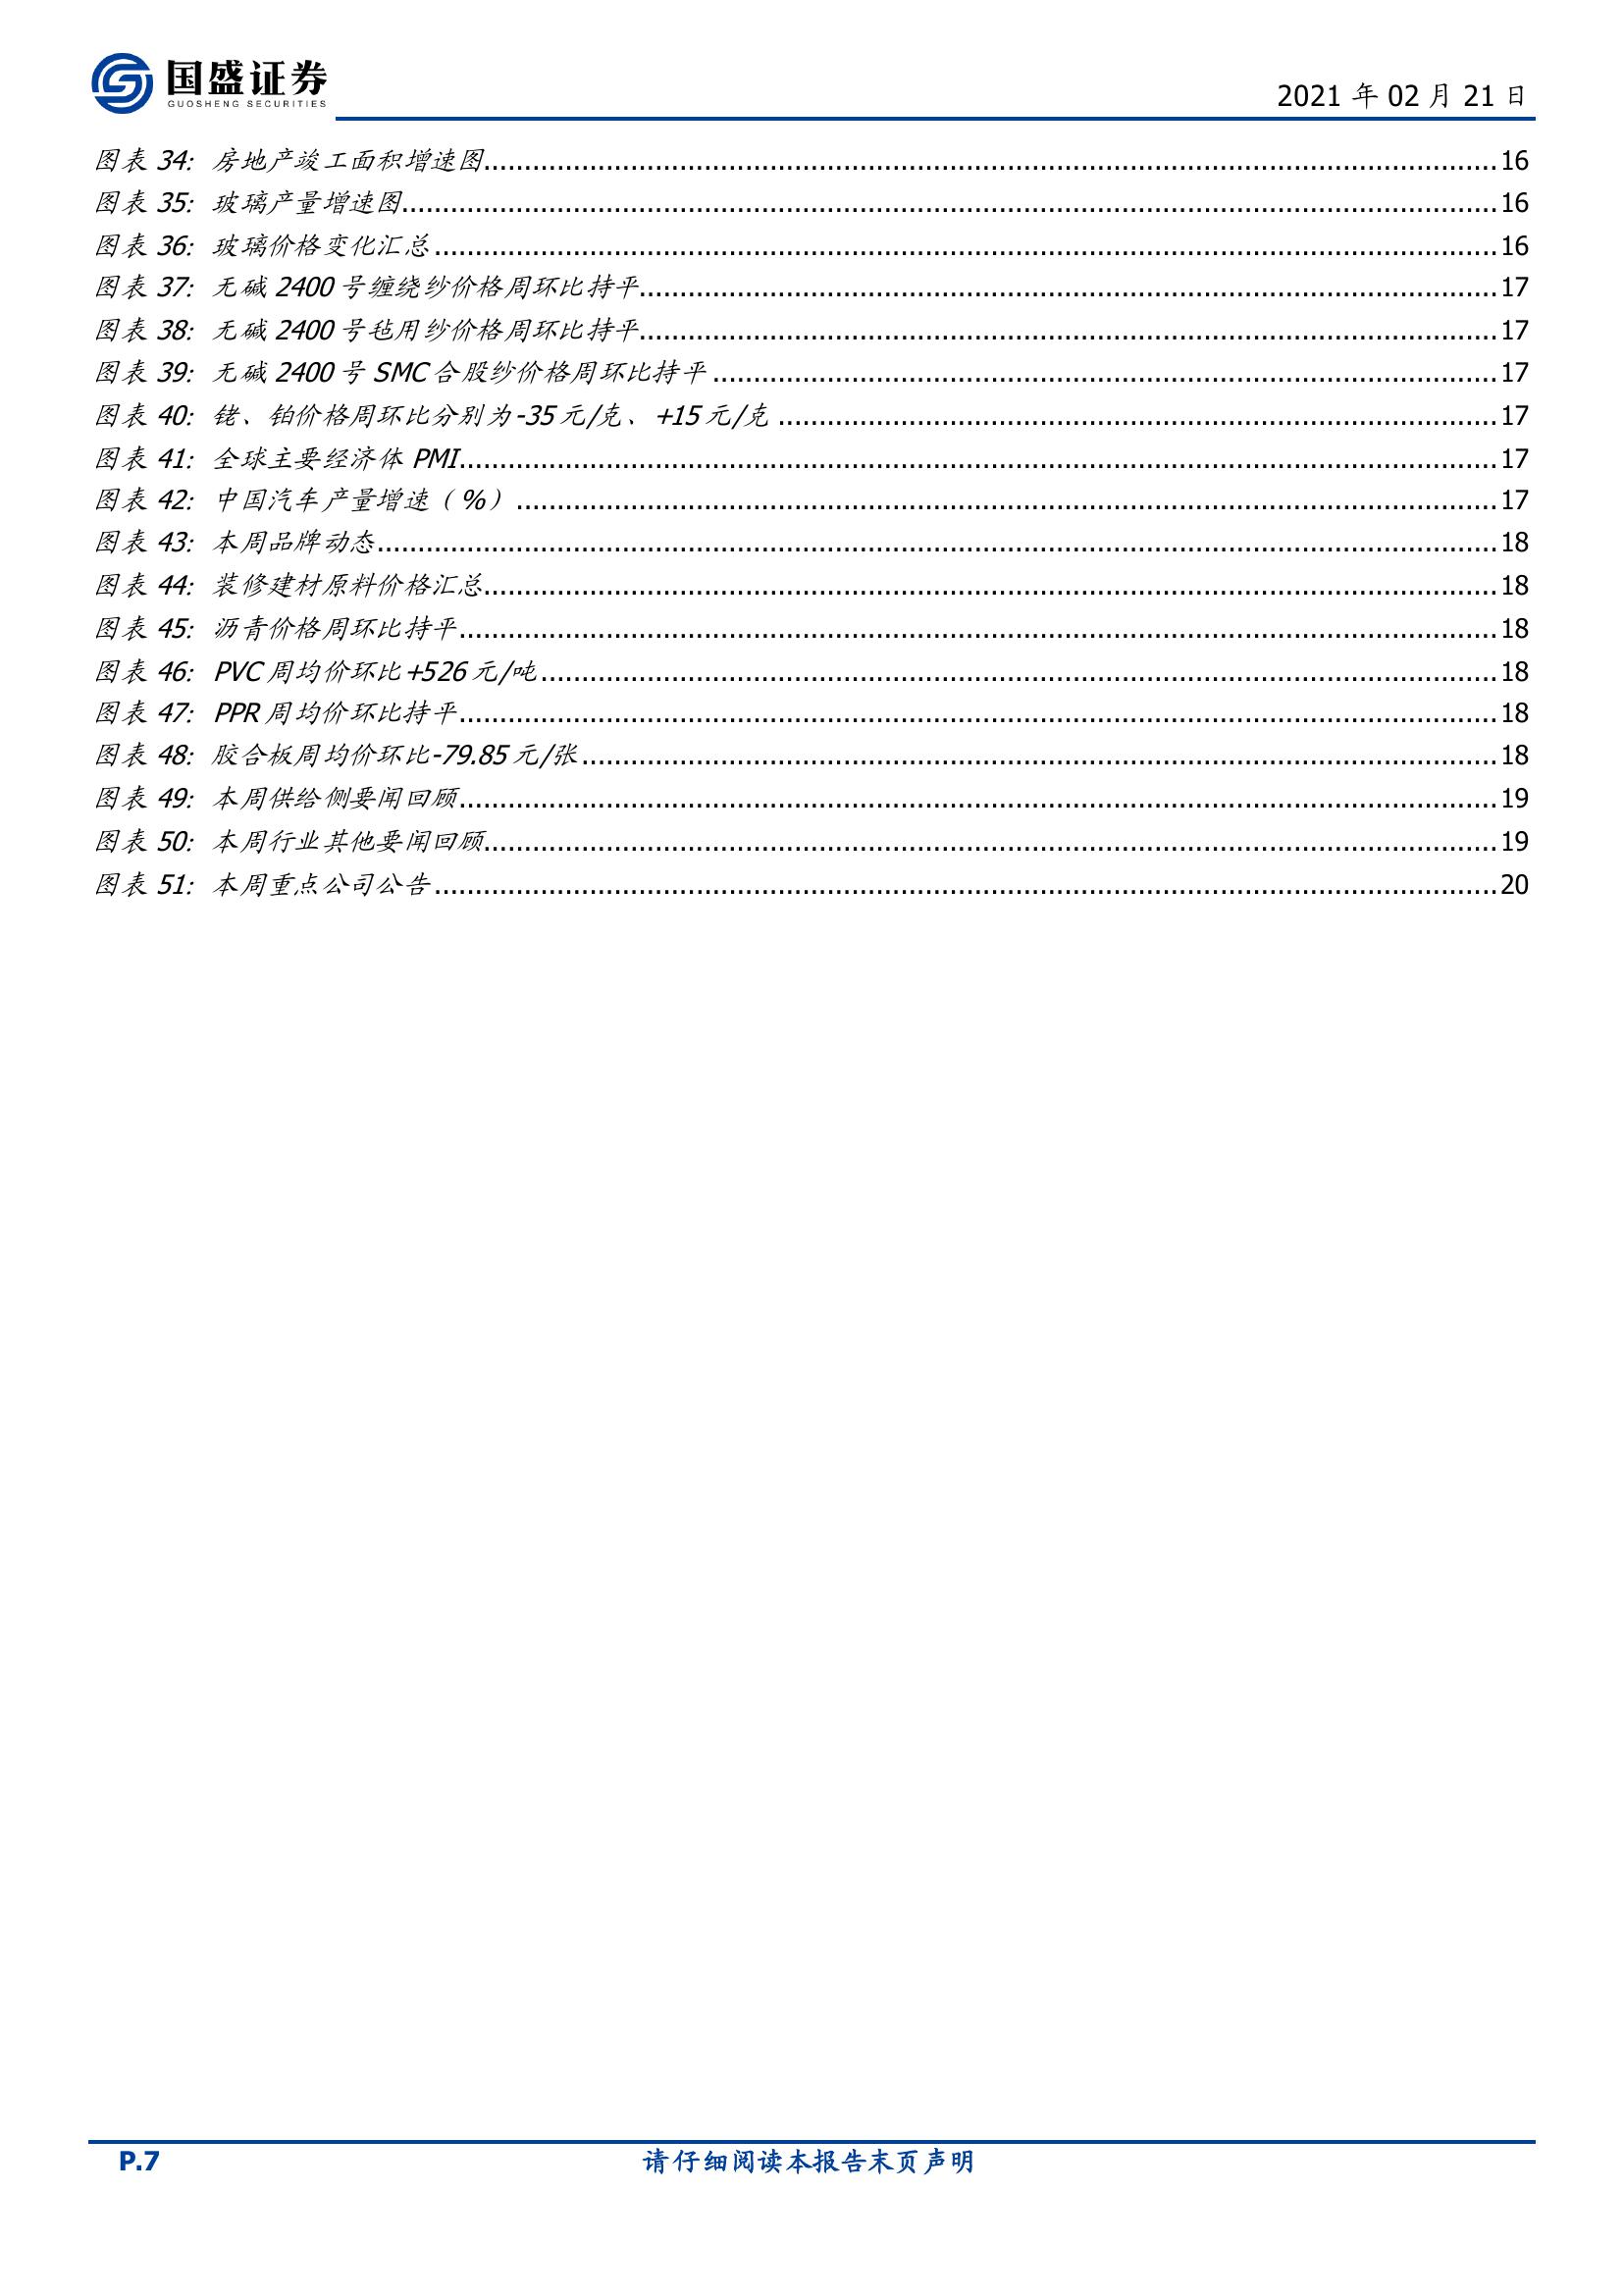 国盛证券
GUOSHENG SECURITIES
2021 年 02 月 21 日
图表 34: 房地产竣工面积增速图........................................16
图表 35: 玻璃产量增速图........................................16
图表 36: 玻璃价格变化汇总........................................16
图表 37: 无碱 2400 号缠绕纱价格周环比持平........................................17
图表 38: 无碱 2400 号毡用纱价格周环比持平........................................17
图表 39: 无碱 2400 号 SMC 合股纱价格周环比持平........................................17
图表 40: 铑、铂价格周环比分别为-35 元/克、+15 元/克........................................17
图表 41: 全球主要经济体 PMI........................................17
图表 42: 中国汽车产量增速（%）........................................17
图表 43: 本周品牌动态........................................18
图表 44: 装修建材原料价格汇总........................................18
图表 45: 沥青价格周环比持平........................................18
图表 46: PVC 周均价环比+526 元/吨........................................18
图表 47: PPR 周均价环比持平........................................18
图表 48: 胶合板周均价环比-79.85 元/张........................................18
图表 49: 本周供给侧要闻回顾........................................19
图表 50: 本周行业其他要闻回顾........................................19
图表 51: 本周重点公司公告........................................20
P.7
请仔细阅读本报告末页声明